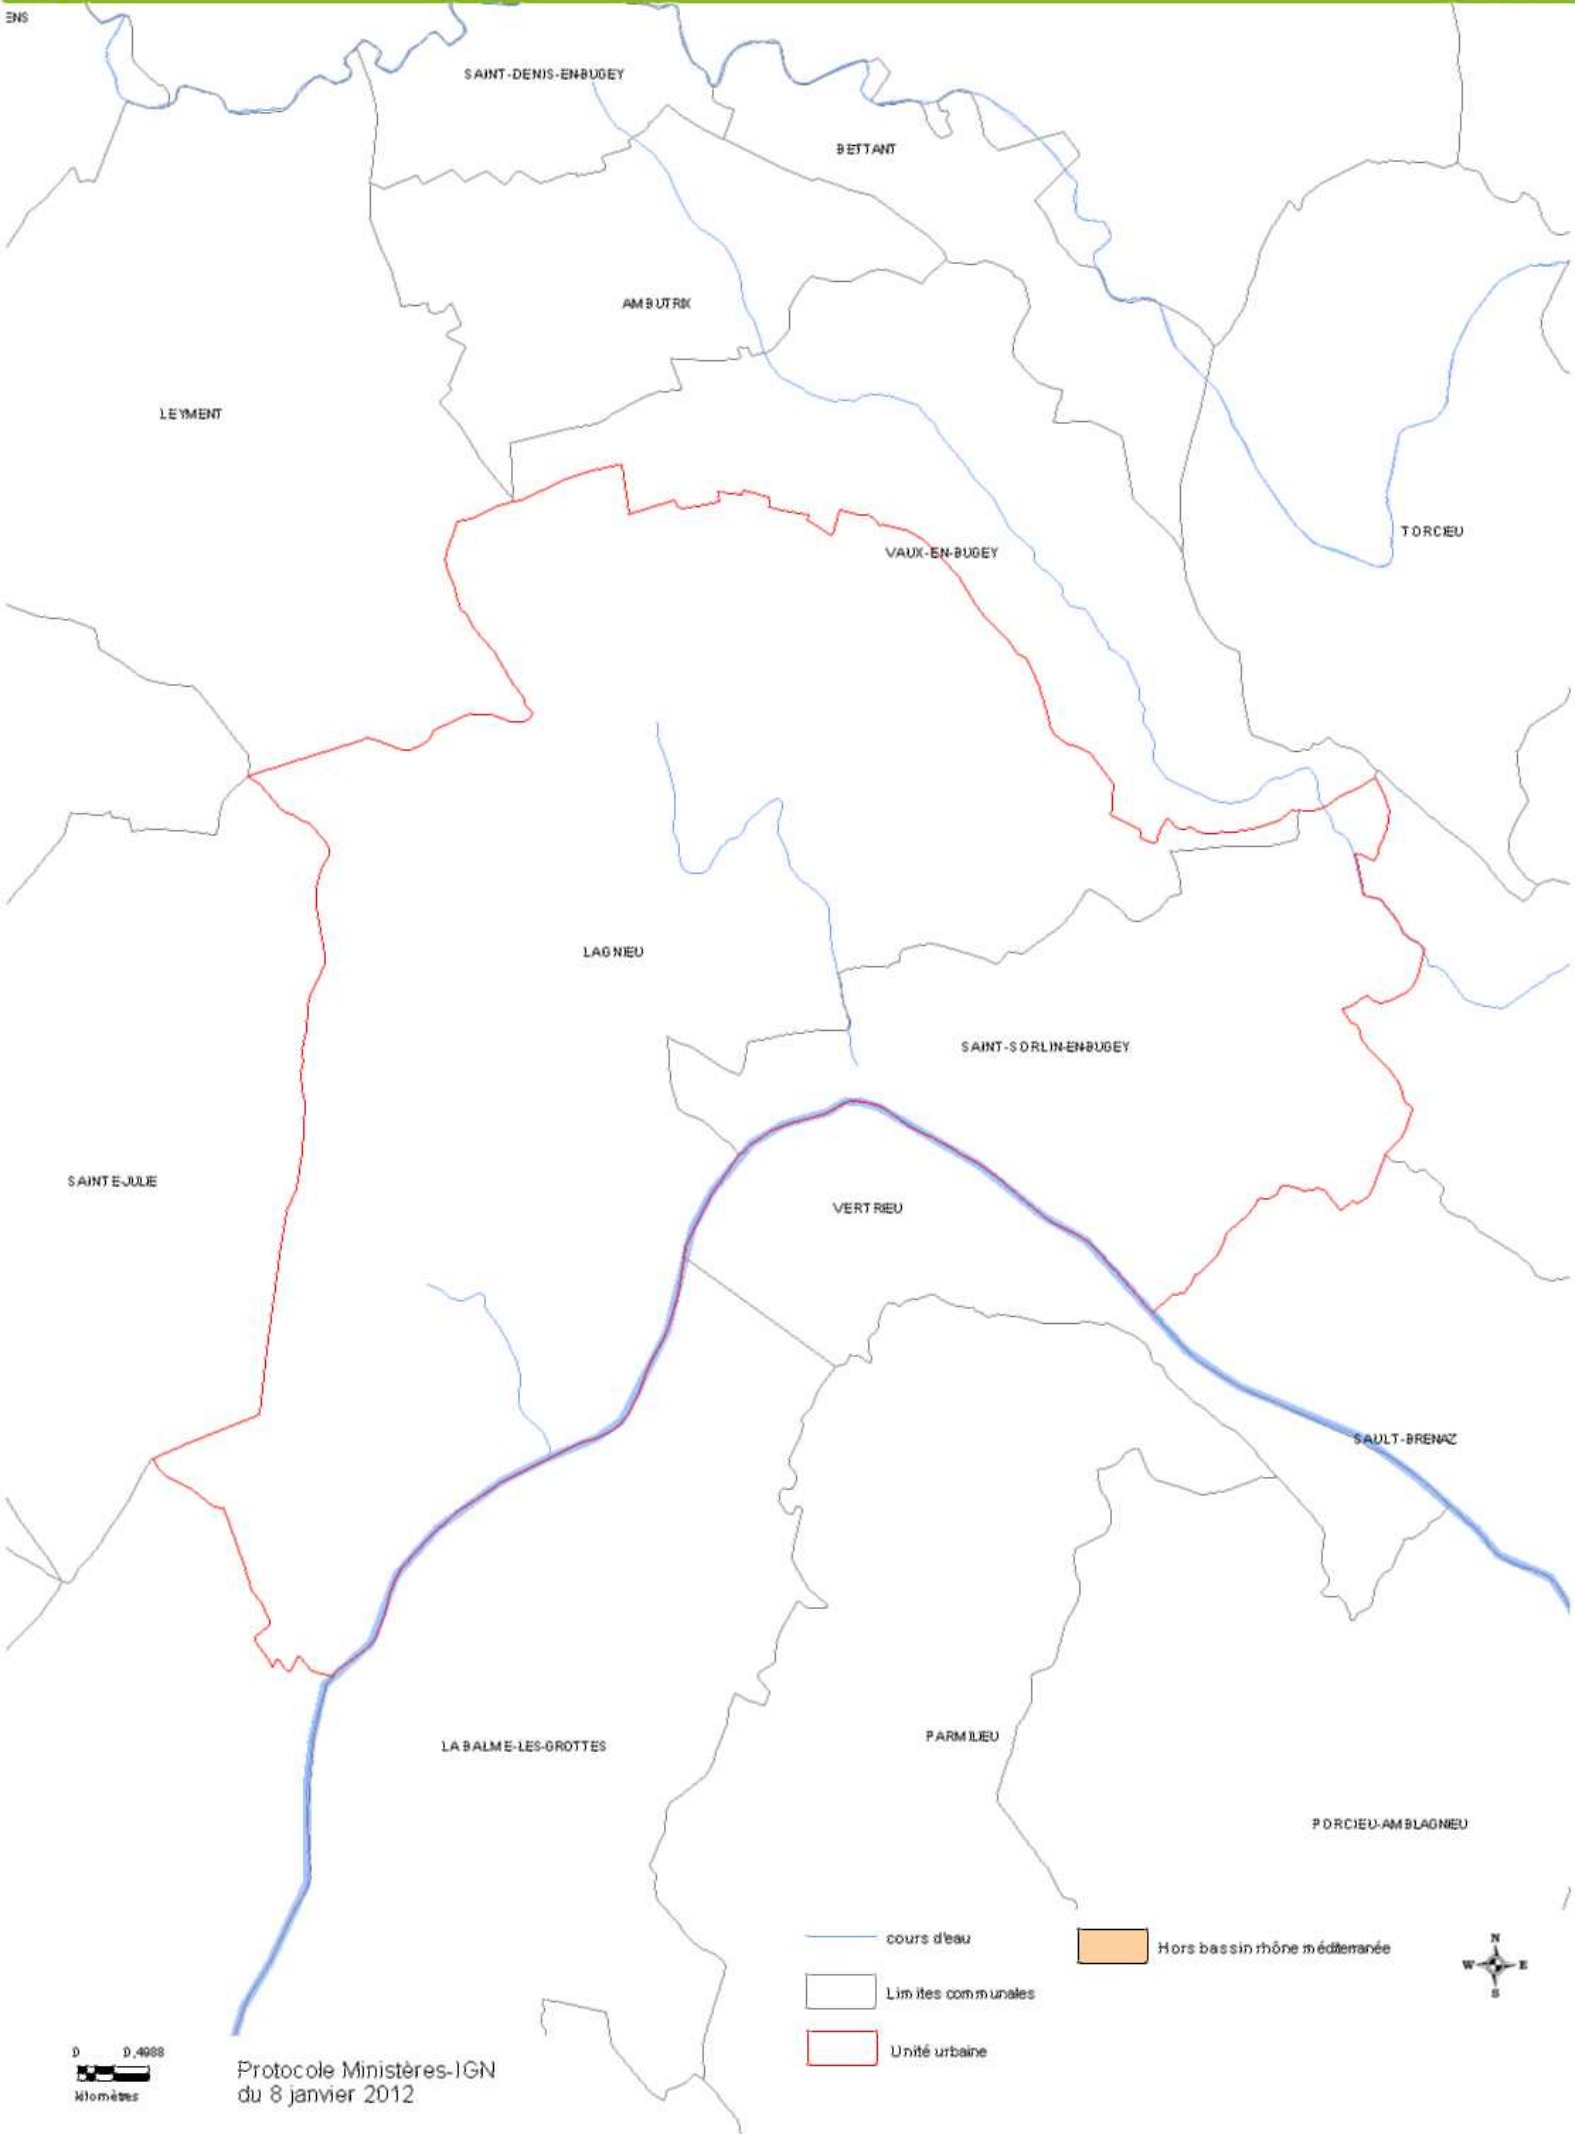 ENS
SAINT-DENIS-EN-BUGEY
BETTANT
AMBUTRIX
LEYMENT
TORCIEU
VAUX-EN-BUGEY
LAGNIEU
SAINT-SORLIN-EN-BUGEY
SAINTE-JULIE
VERTRIEU
SAULT-BRENAZ
PARMILIEU
LA BALME-LES-GROTTES
PORCIEU-AMBLAGNIEU
cours d'eau
Hors bassin rhône méditerranée
Limites communales
Unité urbaine
N
W E
S
0 0,4988
kilomètres
Protocole Ministères-IGN
du 8 janvier 2012